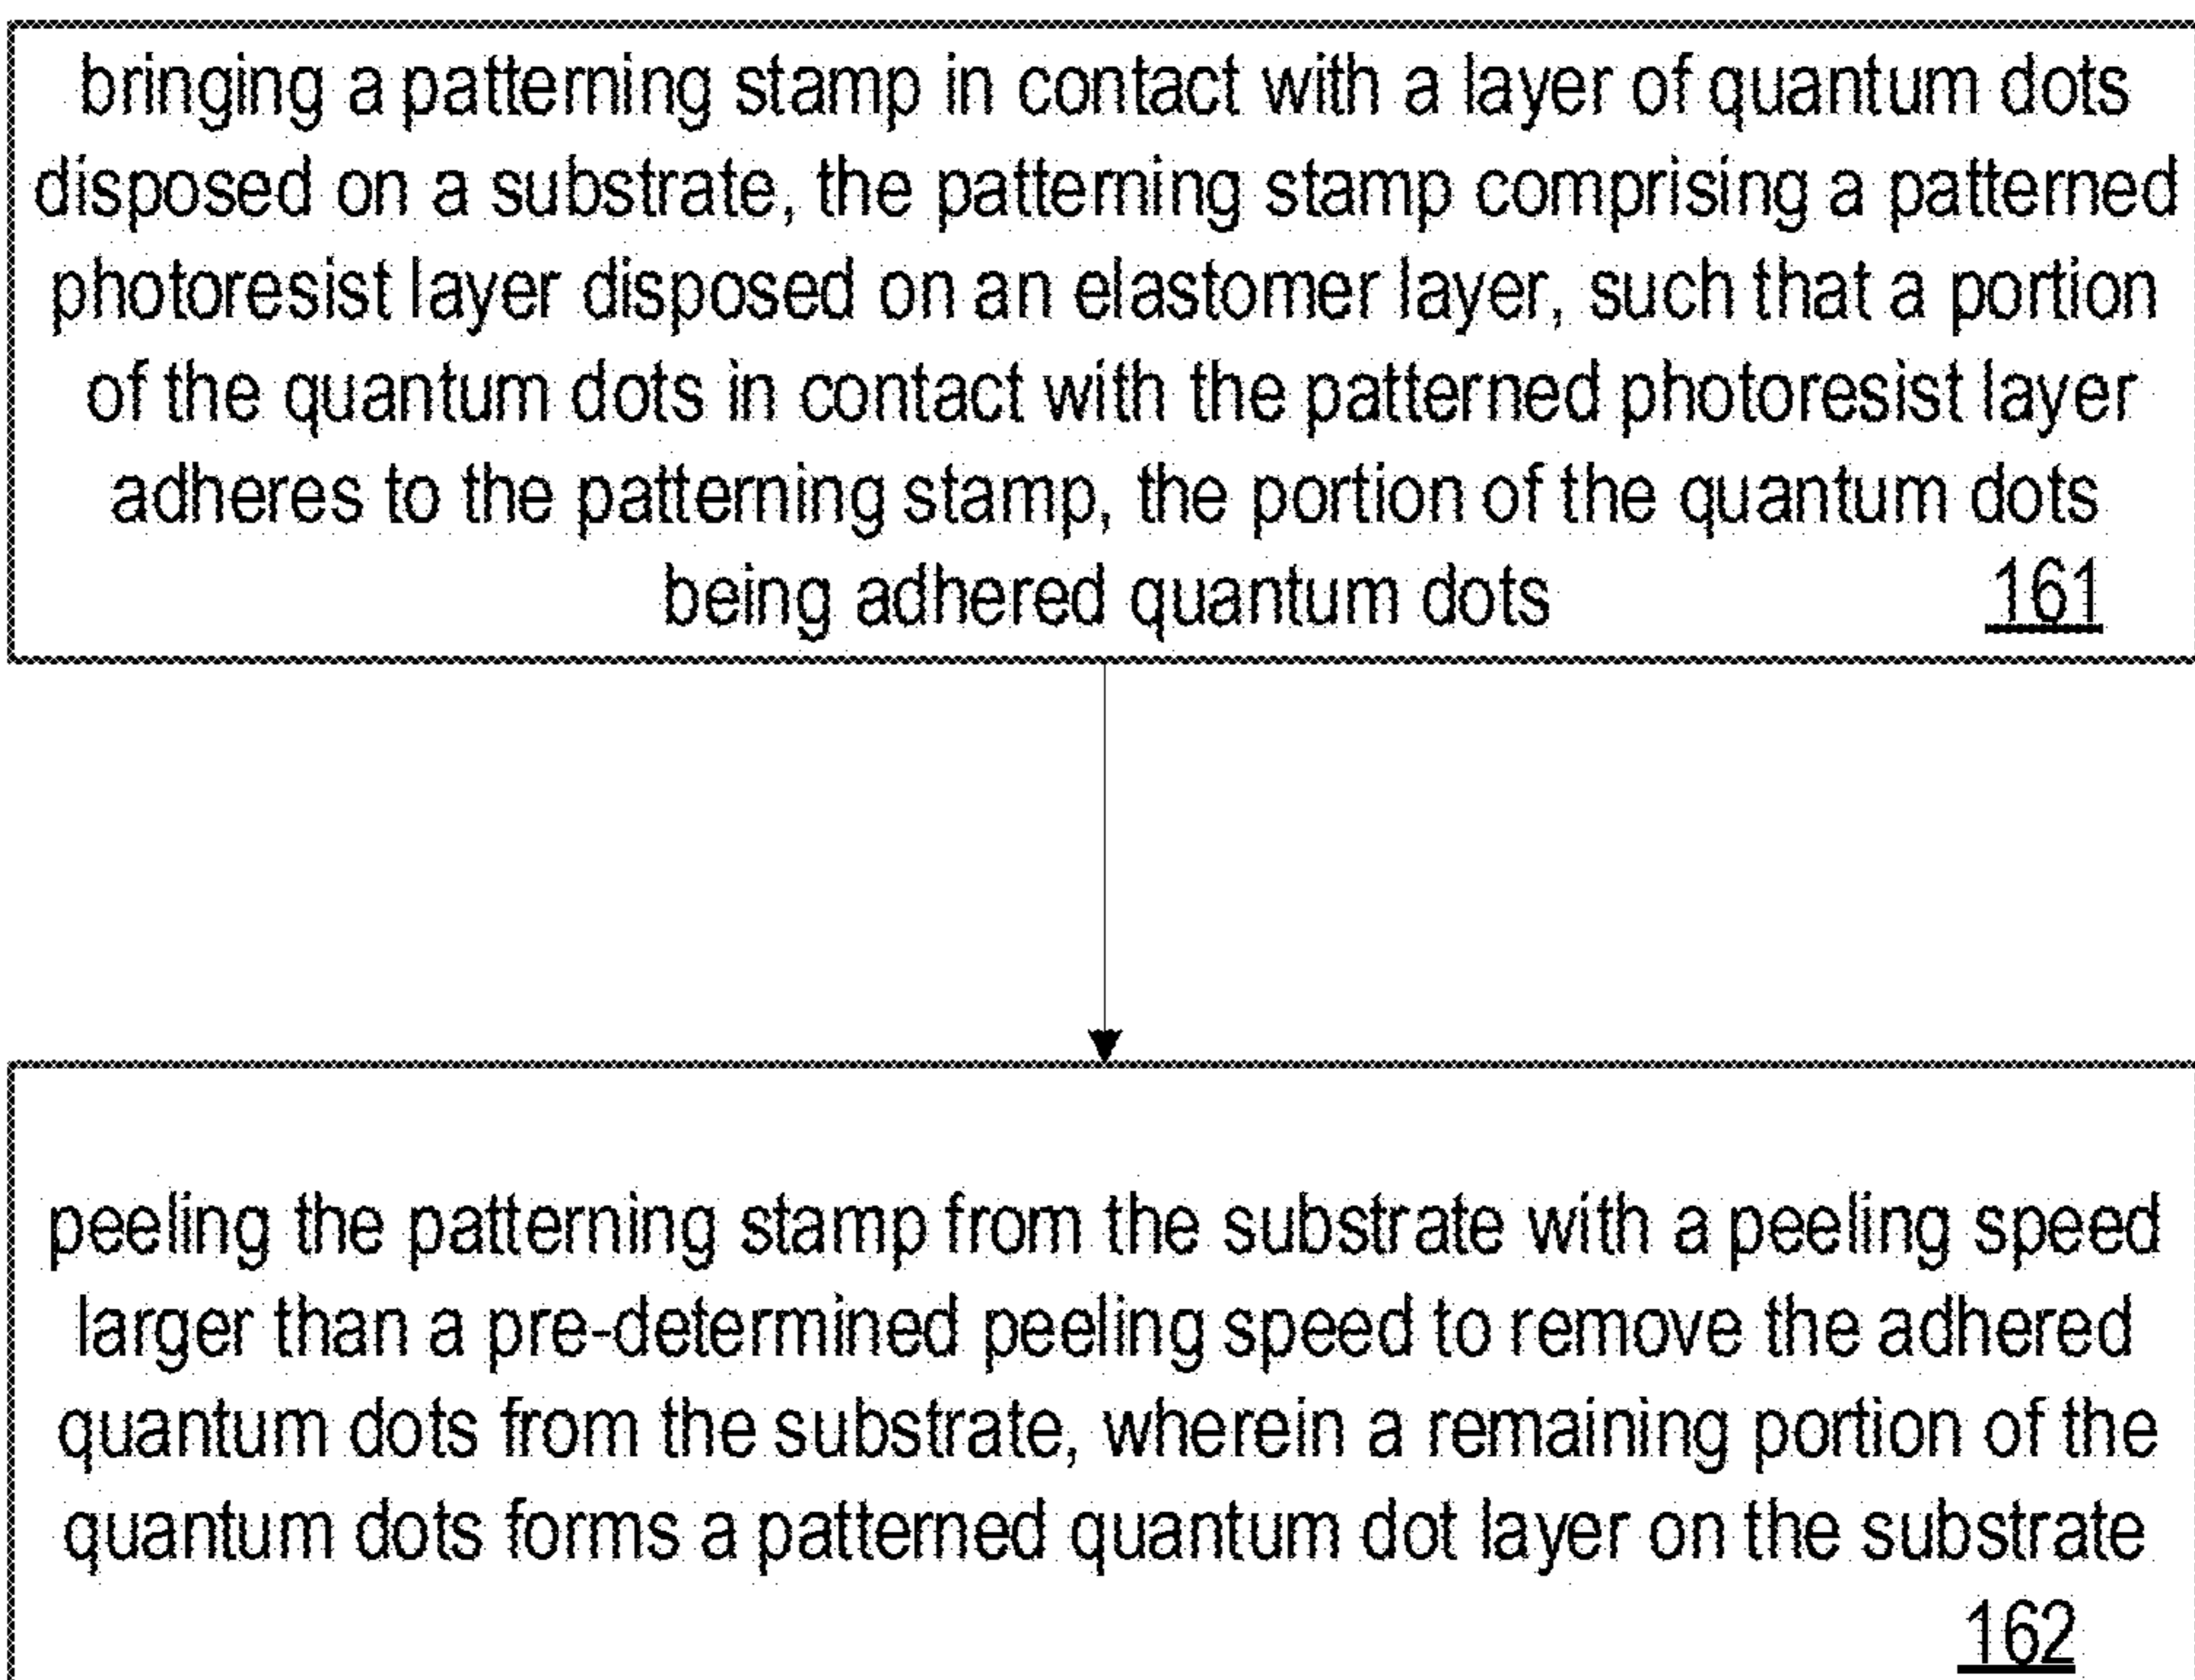 bringing a patterning stamp in contact with a layer of quantum dots
disposed on a substrate, the patterning stamp comprising a patterned
photoresist layer disposed on an elastomer layer, such that a portion
of the quantum dots in contact with the patterned photoresist layer
adheres to the patterning stamp, the portion of the quantum dots
being adhered quantum dots 161
peeling the patterning stamp from the substrate with a peeling speed
larger than a pre-determined peeling speed to remove the adhered
quantum dots from the substrate, wherein a remaining portion of the
quantum dots forms a patterned quantum dot layer on the substrate
162